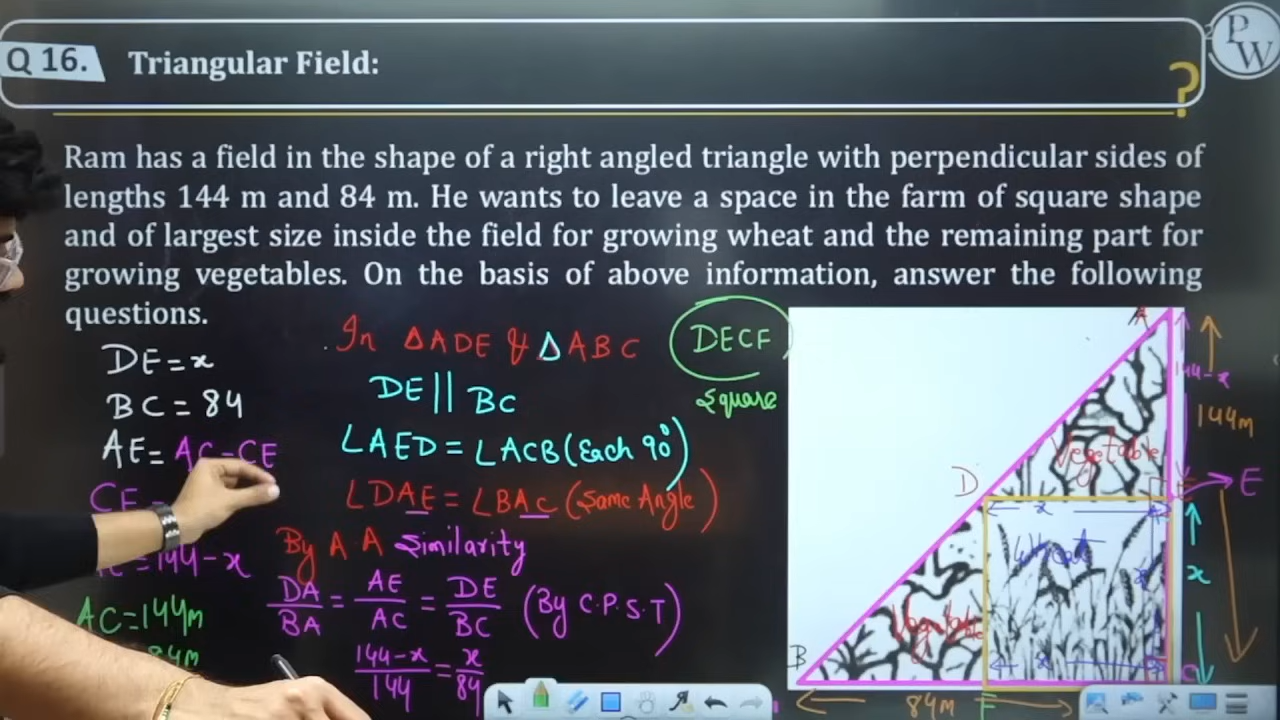 Q 16.
Triangular Field:
PW
?
Ram has a field in the shape of a right angled triangle with perpendicular sides of
lengths 144 m and 84 m. He wants to leave a space in the farm of square shape
and of largest size inside the field for growing wheat and the remaining part for
growing vegetables. On the basis of above information, answer the following
questions.
DE = x
BC = 84
AE = AC - CE
CE =
= 144 - x
AC = 144m
84m
In ΔADE & ΔABC
DE || BC
∠AED = ∠ACB (Each 90°)
∠DAE = ∠BAC (Same Angle)
By A A Similarity
DA/BA = AE/AC = DE/BC (By C.P.S.T)
144-x/144 = x/84
DECF
Square
A
144-x
144m
Vegetable
D
E
x
Wheat
x
x
Vegetable
x
B
C
84m
F